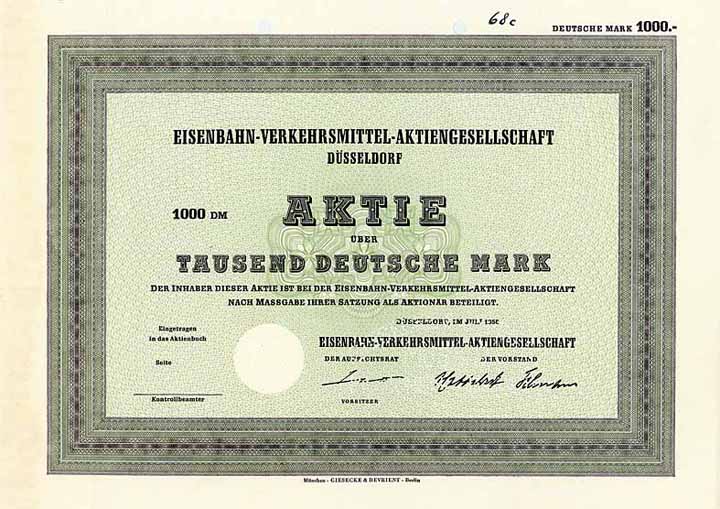 68c
DEUTSCHE MARK 1000.-
EISENBAHN-VERKEHRSMITTEL-AKTIENGESELLSCHAFT
DÜSSELDORF
1000 DM
AKTIE
ÜBER
TAUSEND DEUTSCHE MARK
DER INHABER DIESER AKTIE IST BEI DER EISENBAHN-VERKEHRSMITTEL-AKTIENGESELLSCHAFT
NACH MASSGABE IHRER SATZUNG ALS AKTIONÄR BETEILIGT.
DÜSSELDORF, IM JULY
Eingetragen
in das Aktienbuch
EISENBAHN-VERKEHRSMITTEL-AKTIENGESELLSCHAFT
DER AUFSICHTSRAT DER VORSTAND
Seite
Kontrollbeamter
VORSITZER
München - GIESECKE & DEVRIENT - Berlin